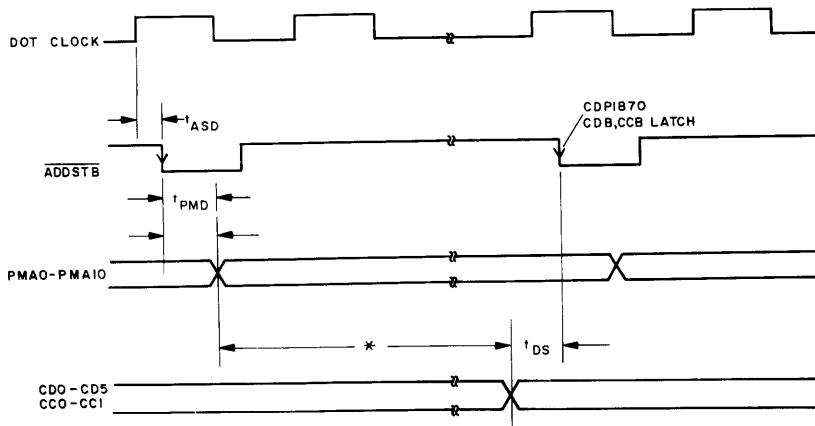 DOT CLOCK
tASD
CDP1870
CDB,CCB LATCH
ADDSTB
tPMD
PMA0-PMA10
*
tDS
CD0-CD5
CC0-CC1